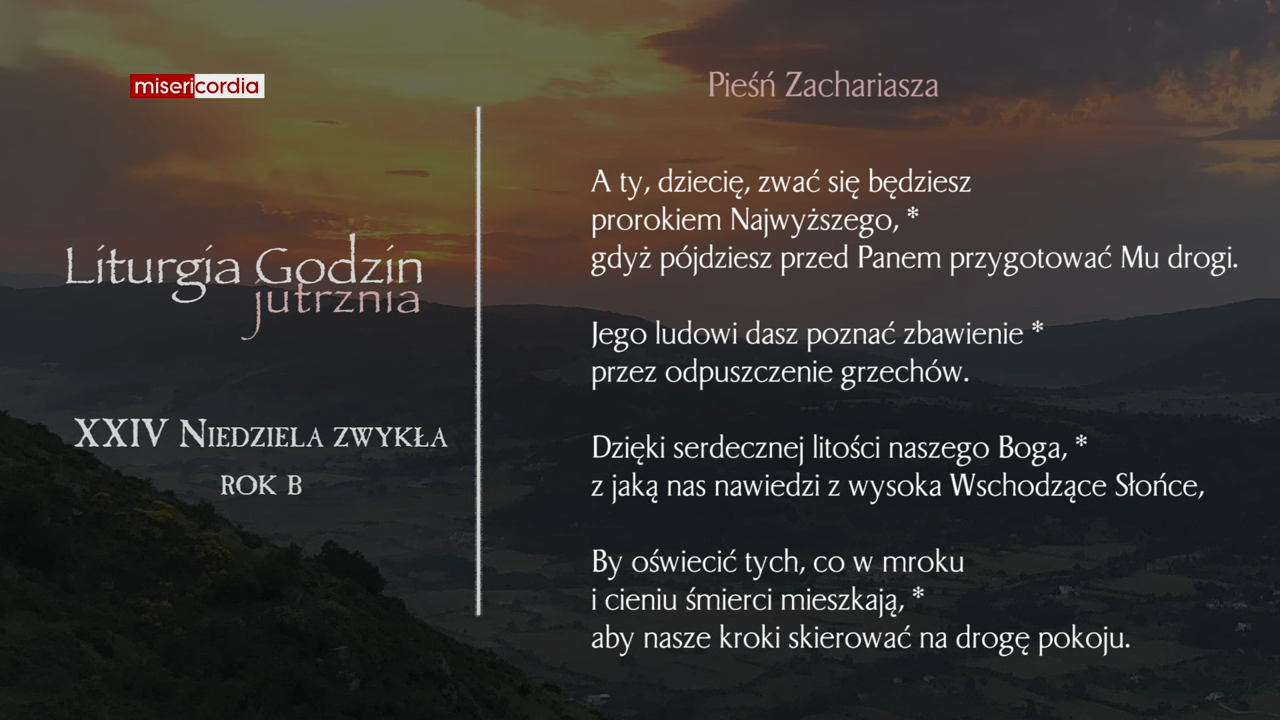 misericordia
Liturgia Godzin
jutrznia
XXIV Niedziela zwykła
rok B
Pieśń Zachariasza
A ty, dziecię, zwać się będziesz
prorokiem Najwyższego, *
gdyż pójdziesz przed Panem przygotować Mu drogi.
Jego ludowi dasz poznać zbawienie *
przez odpuszczenie grzechów.
Dzięki serdecznej litości naszego Boga, *
z jaką nas nawiedzi z wysoka Wschodzące Słońce,
By oświecić tych, co w mroku
i cieniu śmierci mieszkają, *
aby nasze kroki skierować na drogę pokoju.